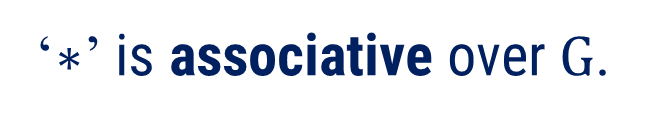 ‘*’ is associative over G.